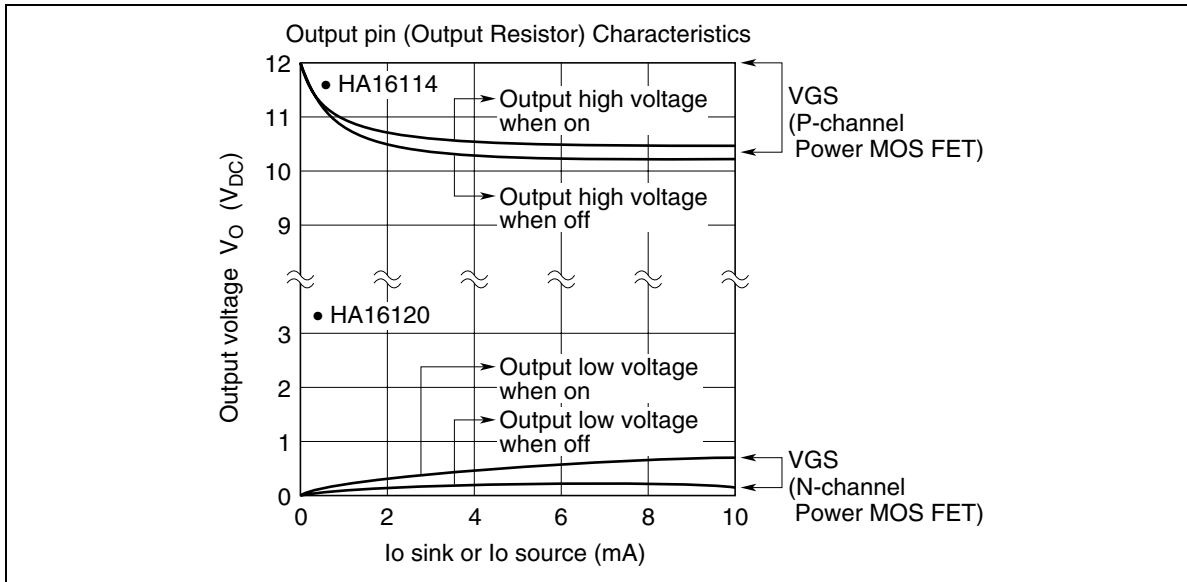 Output pin (Output Resistor) Characteristics
12
11
10
9
3
2
1
0
Output voltage VO (VDC)
• HA16114
Output high voltage
when on
Output high voltage
when off
VGS
(P-channel
Power MOS FET)
• HA16120
Output low voltage
when on
Output low voltage
when off
VGS
(N-channel
Power MOS FET)
0
2
4
6
8
10
Io sink or Io source (mA)